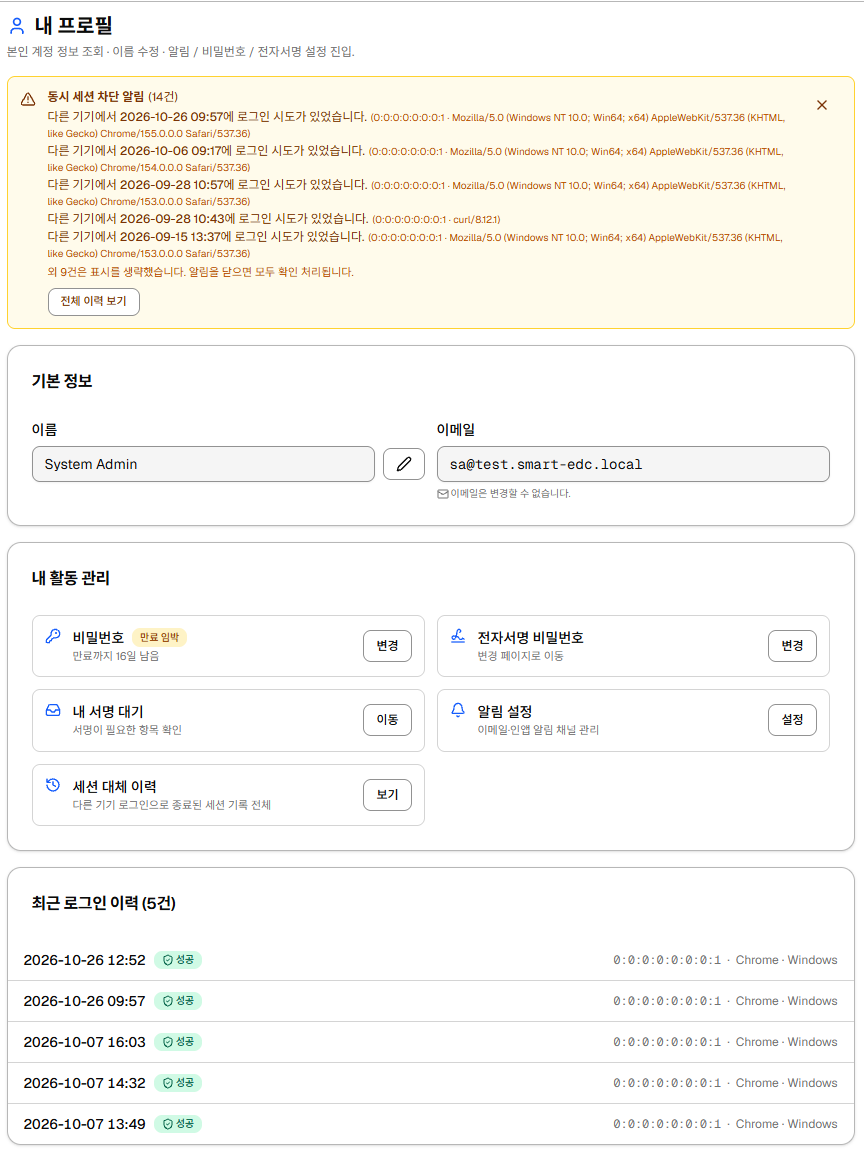 내 프로필
본인 계정 정보 조회 · 이름 수정 · 알림 / 비밀번호 / 전자서명 설정 진입.
동시 세션 차단 알림 (14건)
다른 기기에서 2026-10-26 09:57에 로그인 시도가 있었습니다. (0:0:0:0:0:0:0:1 · Mozilla/5.0 (Windows NT 10.0; Win64; x64) AppleWebKit/537.36 (KHTML,
like Gecko) Chrome/155.0.0.0 Safari/537.36)
다른 기기에서 2026-10-06 09:17에 로그인 시도가 있었습니다. (0:0:0:0:0:0:0:1 · Mozilla/5.0 (Windows NT 10.0; Win64; x64) AppleWebKit/537.36 (KHTML,
like Gecko) Chrome/154.0.0.0 Safari/537.36)
다른 기기에서 2026-09-28 10:57에 로그인 시도가 있었습니다. (0:0:0:0:0:0:0:1 · Mozilla/5.0 (Windows NT 10.0; Win64; x64) AppleWebKit/537.36 (KHTML,
like Gecko) Chrome/153.0.0.0 Safari/537.36)
다른 기기에서 2026-09-28 10:43에 로그인 시도가 있었습니다. (0:0:0:0:0:0:0:1 · curl/8.12.1)
다른 기기에서 2026-09-15 13:37에 로그인 시도가 있었습니다. (0:0:0:0:0:0:0:1 · Mozilla/5.0 (Windows NT 10.0; Win64; x64) AppleWebKit/537.36 (KHTML,
like Gecko) Chrome/153.0.0.0 Safari/537.36)
외 9건은 표시를 생략했습니다. 알림을 닫으면 모두 확인 처리됩니다.
전체 이력 보기
기본 정보
이름
System Admin
이메일
sa@test.smart-edc.local
이메일은 변경할 수 없습니다.
내 활동 관리
비밀번호 만료 임박
만료까지 16일 남음
변경
전자서명 비밀번호
변경 페이지로 이동
변경
내 서명 대기
서명이 필요한 항목 확인
이동
알림 설정
이메일·인앱 알림 채널 관리
설정
세션 대체 이력
다른 기기 로그인으로 종료된 세션 기록 전체
보기
최근 로그인 이력 (5건)
2026-10-26 12:52 성공 0:0:0:0:0:0:0:1 · Chrome · Windows
2026-10-26 09:57 성공 0:0:0:0:0:0:0:1 · Chrome · Windows
2026-10-07 16:03 성공 0:0:0:0:0:0:0:1 · Chrome · Windows
2026-10-07 14:32 성공 0:0:0:0:0:0:0:1 · Chrome · Windows
2026-10-07 13:49 성공 0:0:0:0:0:0:0:1 · Chrome · Windows